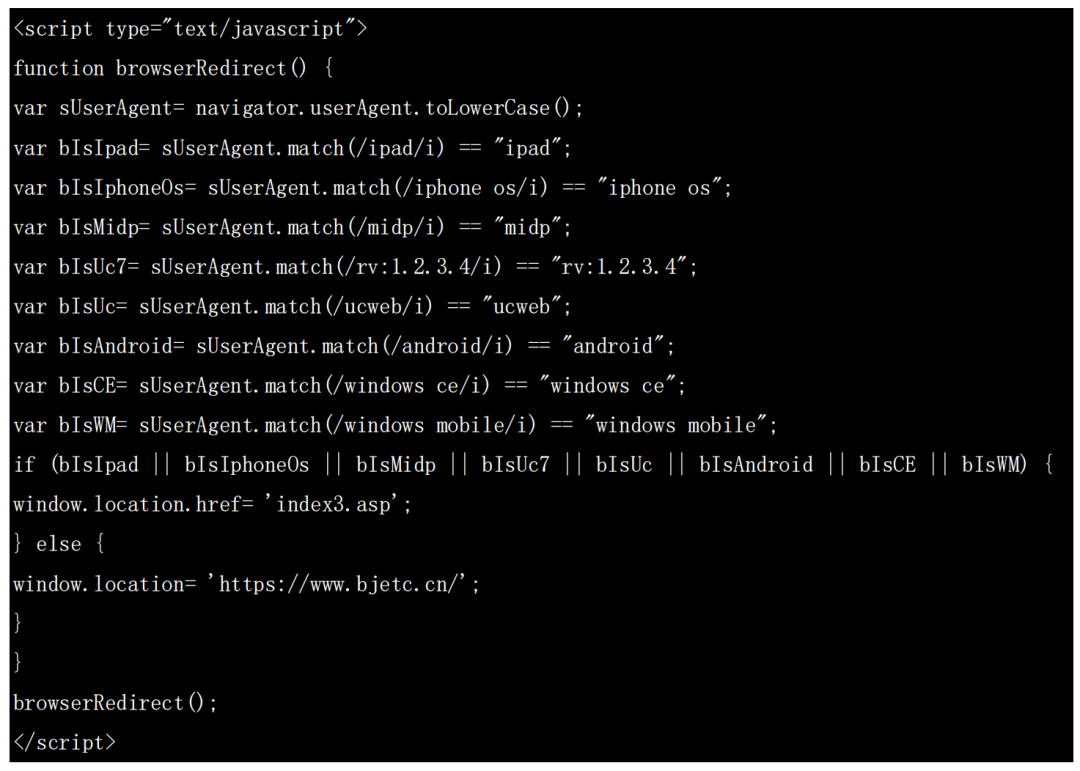 <script type="text/javascript">
function browserRedirect() {
var sUserAgent= navigator.userAgent.toLowerCase();
var bIsIpad= sUserAgent.match(/ipad/i) == "ipad";
var bIsIphoneOs= sUserAgent.match(/iphone os/i) == "iphone os";
var bIsMidp= sUserAgent.match(/midp/i) == "midp";
var bIsUc7= sUserAgent.match(/rv:1.2.3.4/i) == "rv:1.2.3.4";
var bIsUc= sUserAgent.match(/ucweb/i) == "ucweb";
var bIsAndroid= sUserAgent.match(/android/i) == "android";
var bIsCE= sUserAgent.match(/windows ce/i) == "windows ce";
var bIsWM= sUserAgent.match(/windows mobile/i) == "windows mobile";
if (bIsIpad || bIsIphoneOs || bIsMidp || bIsUc7 || bIsUc || bIsAndroid || bIsCE || bIsWM) {
window.location.href= 'index3.asp';
} else {
window.location= 'https://www.bjetc.cn/';
}
}
browserRedirect();
</script>